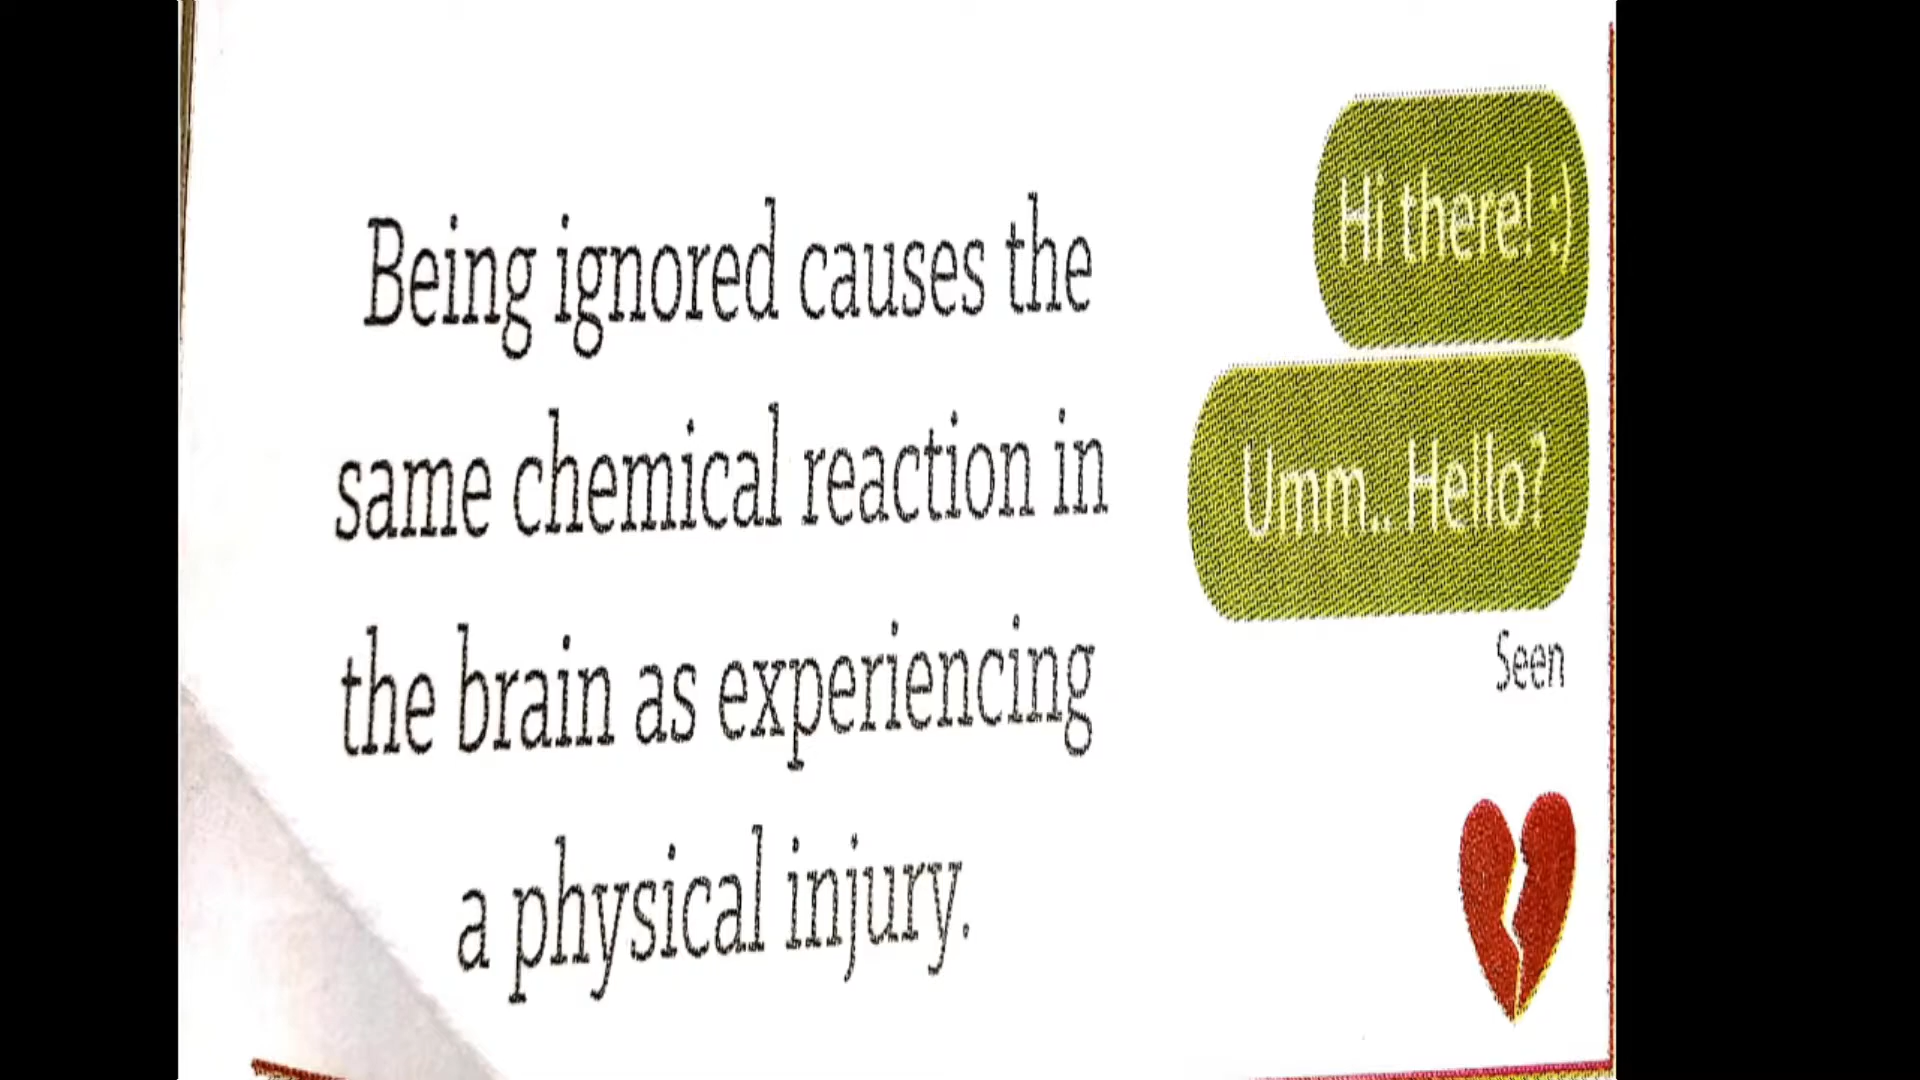 Being ignored causes the
same chemical reaction in
the brain as experiencing
a physical injury.
Hi there! :)
Umm.. Hello?
Seen